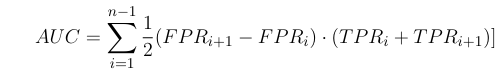 AUC = \sum_{i=1}^{n-1} \frac{1}{2} (FPR_{i+1} - FPR_i) \cdot (TPR_i + TPR_{i+1})]